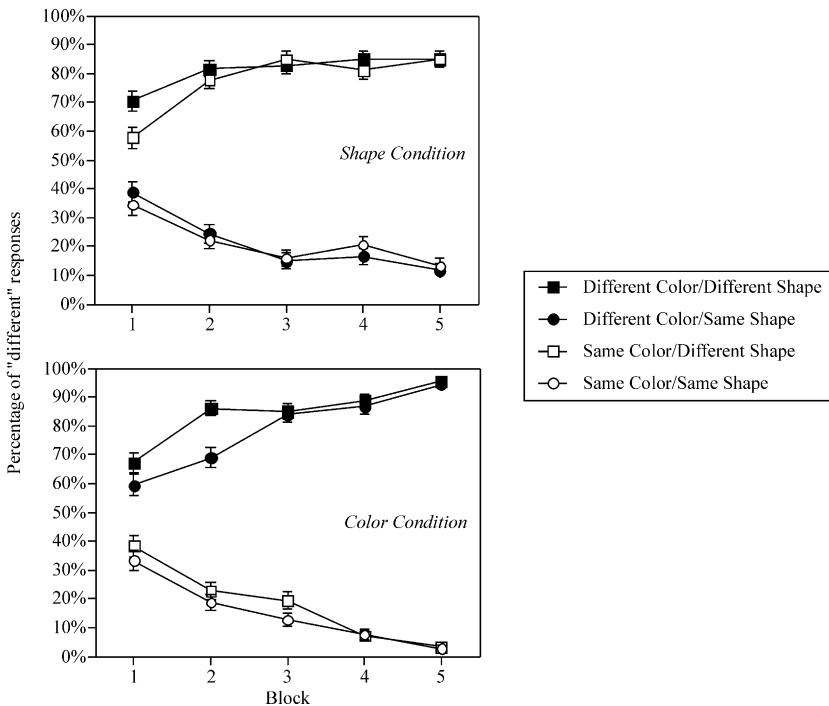 100%
90%
80%
70%
60%
50%
40%
30%
20%
10%
0%
Shape Condition
1 2 3 4 5
Percentage of "different" responses
Different Color/Different Shape
Different Color/Same Shape
Same Color/Different Shape
Same Color/Same Shape
100%
90%
80%
70%
60%
50%
40%
30%
20%
10%
0%
Color Condition
1 2 3 4 5
Block